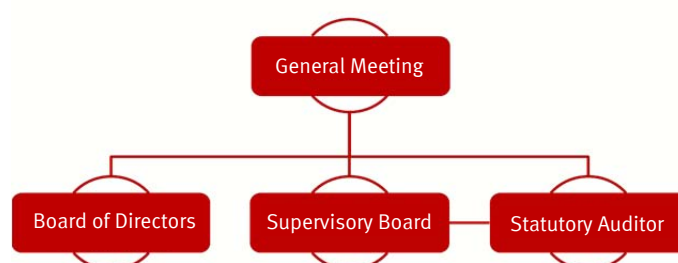 General Meeting
Board of Directors
Supervisory Board
Statutory Auditor